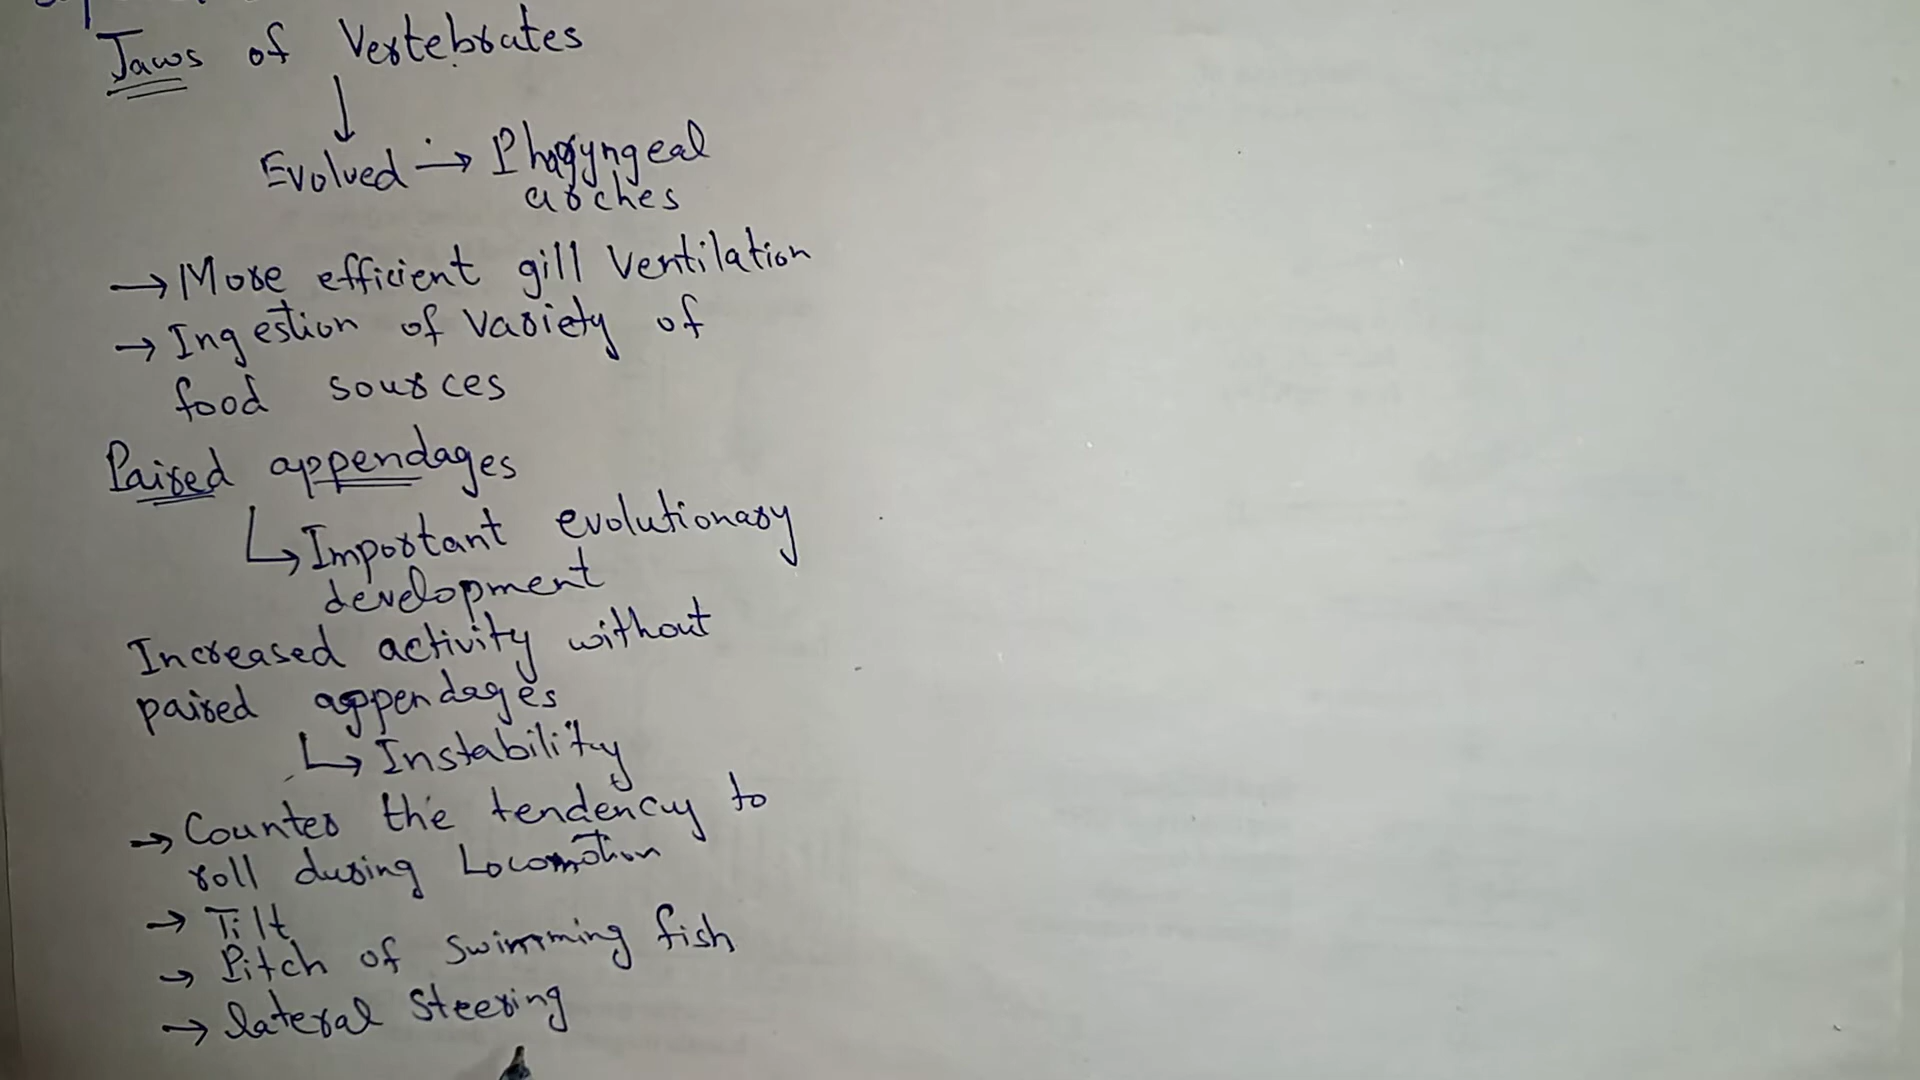 Jaws of Vertebrates
↓
Evolved → Pharyngeal
arches
→ More efficient gill Ventilation
→ Ingestion of Variety of
food sources
Paired appendages
↳ Important evolutionary
development
Increased activity without
paired appendages
↳ Instability
→ Counter the tendency to
roll during Locomotion
→ Tilt
→ Pitch of swimming fish
→ lateral Steering